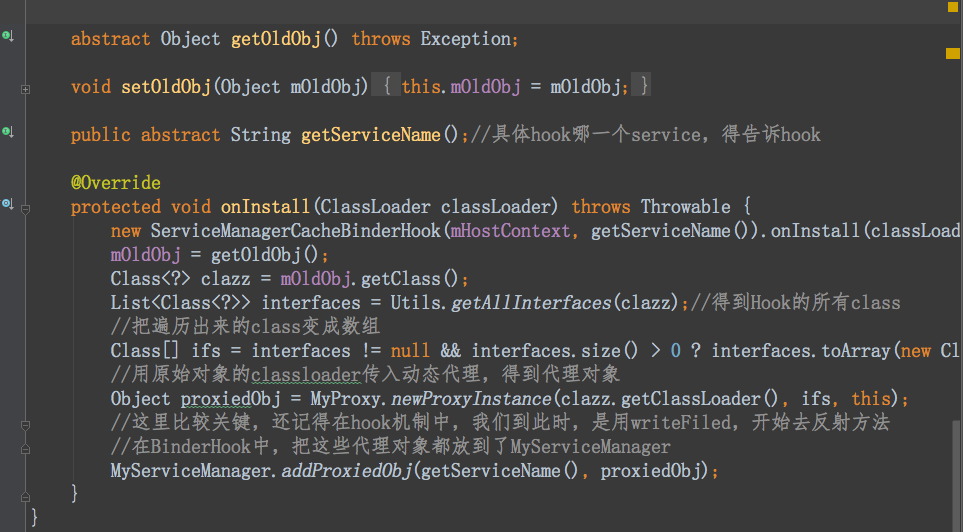 abstract Object getOldObj() throws Exception;
void setOldObj(Object mOldObj) { this.mOldObj = mOldObj; }
public abstract String getServiceName();//具体hook哪一个service，得告诉hook
@Override
protected void onInstall(ClassLoader classLoader) throws Throwable {
new ServiceManagerCacheBinderHook(mHostContext, getServiceName()).onInstall(classLoad
mOldObj = getOldObj();
Class<?> clazz = mOldObj.getClass();
List<Class<?>> interfaces = Utils.getAllInterfaces(clazz);//得到Hook的所有class
//把遍历出来的class变成数组
Class[] ifs = interfaces != null && interfaces.size() > 0 ? interfaces.toArray(new Cl
//用原始对象的classloader传入动态代理，得到代理对象
Object proxiedObj = MyProxy.newProxyInstance(clazz.getClassLoader(), ifs, this);
//这里比较关键，还记得在hook机制中，我们到此时，是用writeFiled，开始去反射方法
//在BinderHook中，把这些代理对象都放到了MyServiceManager
MyServiceManager.addProxiedObj(getServiceName(), proxiedObj);
}
}